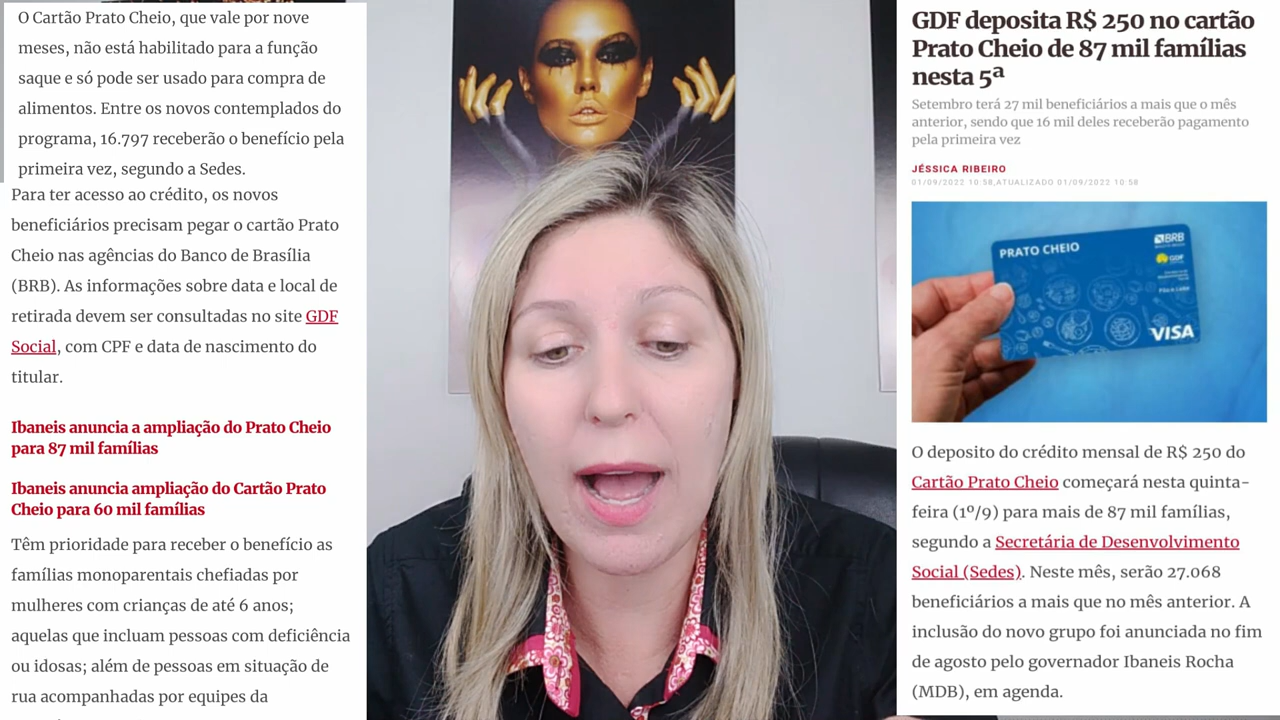 O Cartão Prato Cheio, que vale por nove
meses, não está habilitado para a função
saque e só pode ser usado para compra de
alimentos. Entre os novos contemplados do
programa, 16.797 receberão o benefício pela
primeira vez, segundo a Sedes.
Para ter acesso ao crédito, os novos
beneficiários precisam pegar o cartão Prato
Cheio nas agências do Banco de Brasília
(BRB). As informações sobre data e local de
retirada devem ser consultadas no site GDF
Social, com CPF e data de nascimento do
titular.
Ibaneis anuncia a ampliação do Prato Cheio
para 87 mil famílias
Ibaneis anuncia ampliação do Cartão Prato
Cheio para 60 mil famílias
Têm prioridade para receber o benefício as
famílias monoparentais chefiadas por
mulheres com crianças de até 6 anos;
aquelas que incluam pessoas com deficiência
ou idosas; além de pessoas em situação de
rua acompanhadas por equipes da
GDF deposita R$ 250 no cartão
Prato Cheio de 87 mil famílias
nesta 5ª
Setembro terá 27 mil beneficiários a mais que o mês
anterior, sendo que 16 mil deles receberão pagamento
pela primeira vez
JÉSSICA RIBEIRO
01/09/2022 10:58,ATUALIZADO 01/09/2022 10:58
PRATO CHEIO
BRB
GDF
VISA
O deposito do crédito mensal de R$ 250 do
Cartão Prato Cheio começará nesta quinta-
feira (1º/9) para mais de 87 mil famílias,
segundo a Secretária de Desenvolvimento
Social (Sedes). Neste mês, serão 27.068
beneficiários a mais que no mês anterior. A
inclusão do novo grupo foi anunciada no fim
de agosto pelo governador Ibaneis Rocha
(MDB), em agenda.